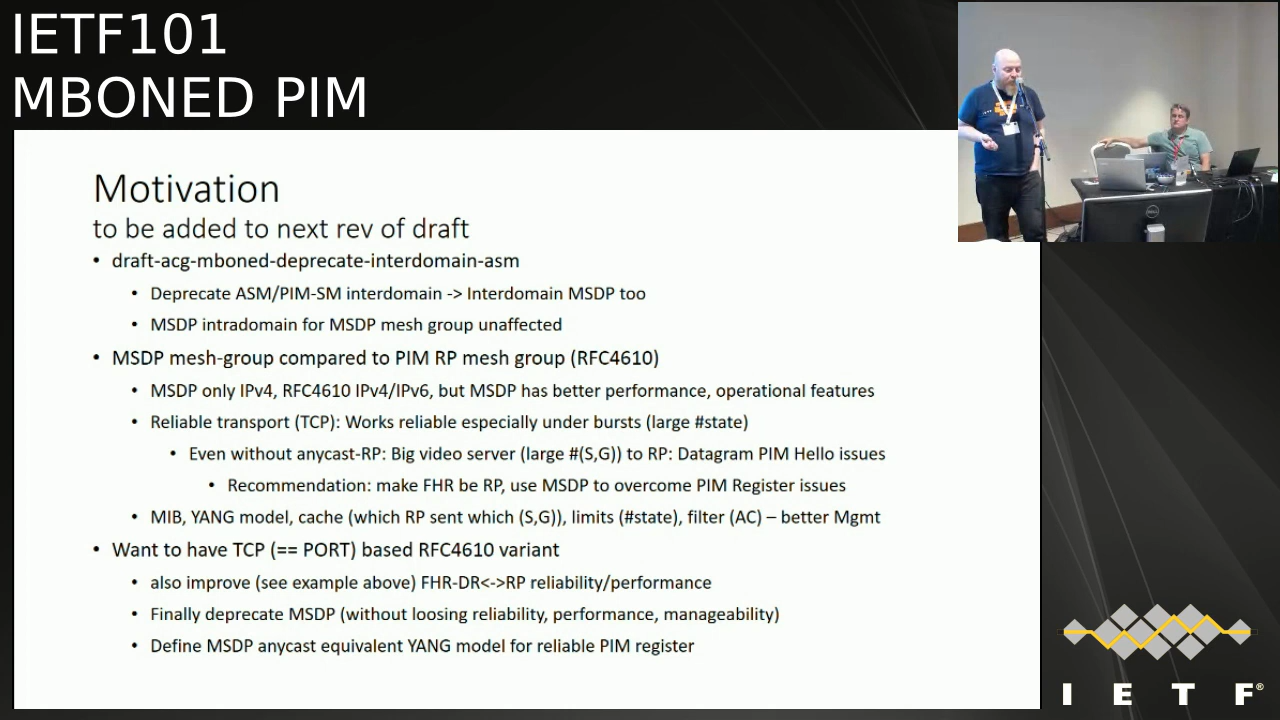 IETF101
MBONED PIM
Motivation
to be added to next rev of draft
• draft-acg-mboned-deprecate-interdomain-asm
• Deprecate ASM/PIM-SM interdomain -> Interdomain MSDP too
• MSDP intradomain for MSDP mesh group unaffected
• MSDP mesh-group compared to PIM RP mesh group (RFC4610)
• MSDP only IPv4, RFC4610 IPv4/IPv6, but MSDP has better performance, operational features
• Reliable transport (TCP): Works reliable especially under bursts (large #state)
• Even without anycast-RP: Big video server (large #(S,G)) to RP: Datagram PIM Hello issues
• Recommendation: make FHR be RP, use MSDP to overcome PIM Register issues
• MIB, YANG model, cache (which RP sent which (S,G)), limits (#state), filter (AC) – better Mgmt
• Want to have TCP (== PORT) based RFC4610 variant
• also improve (see example above) FHR-DR<->RP reliability/performance
• Finally deprecate MSDP (without loosing reliability, performance, manageability)
• Define MSDP anycast equivalent YANG model for reliable PIM register
DELL
I E T F®